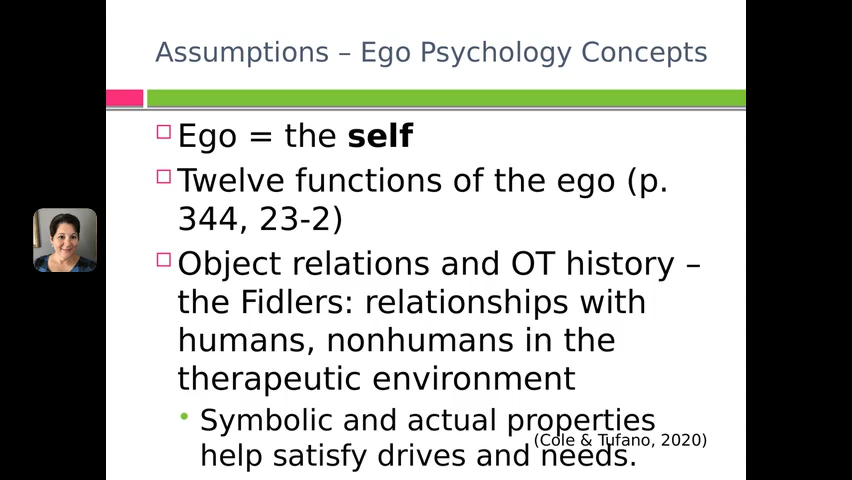 Assumptions – Ego Psychology Concepts
Ego = the self
Twelve functions of the ego (p.
344, 23-2)
Object relations and OT history –
the Fidlers: relationships with
humans, nonhumans in the
therapeutic environment
Symbolic and actual properties
(Cole & Tufano, 2020)
help satisfy drives and needs.